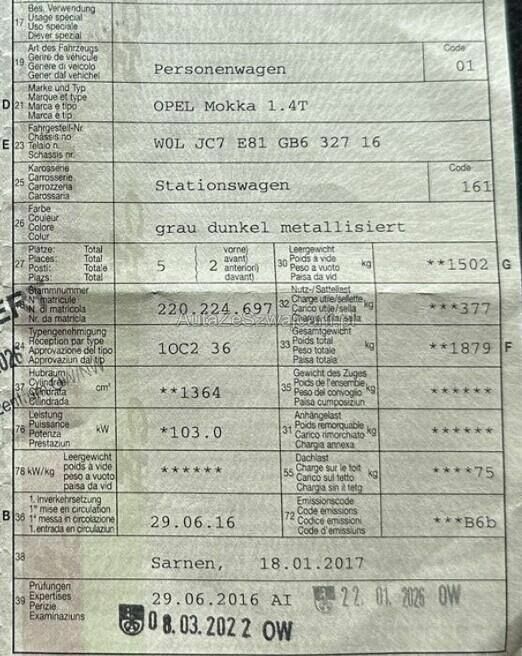 17 Bes. Verwendung
Usage spécial
Uso speciale
Diever spezial
19 Art des Fahrzeugs
Genre de véhicule
Genere di veicolo
Gener dal vehichel
Personenwagen
Code
01
D 21 Marke und Typ
Marque et type
Marca e tipo
Marca e tip
OPEL Mokka 1.4T
E 23 Fahrgestell-Nr.
Châssis no
Telaio n.
Schassis nr.
W0L JC7 E81 GB6 327 16
25 Karosserie
Carrosserie
Carrozzeria
Carossaria
Stationswagen
Code
161
26 Farbe
Couleur
Colore
Colur
grau dunkel metallisiert
27 Plätze: Total
Places: Total
Posti: Totale
Plazs: Total
5
2
vorne)
avant)
anteriori)
davant)
30 Leergewicht
Poids à vide
Peso a vuoto
Paisa da vid
kg
**1502 G
Stammnummer
N° matricule
N. di matricola
Nr. da matricla
220.224.697
32 Nutz-/Sattellast
Charge utile/sellette
Carico utile/sella
Chargia utila/sella
kg
***377
24 Typengenehmigung
Réception par type
Approvazione del tipo
Approvaziun dal tip
1OC2 36
33 Gesamtgewicht
Poids total
Peso totale
Paisa totala
kg
**1879 F
37 Hubraum
Cylindrée
Cilindrata
Cilindrada
cm³
**1364
35 Gewicht des Zuges
Poids de l'ensemble
Peso del convoglio
Paisa cumposiziun
kg
******
76 Leistung
Puissance
Potenza
Prestaziun
kW
*103.0
31 Anhängelast
Poids remorquable
Carico rimorchiato
Chargia annexa
kg
******
78 kW/kg
Leergewicht
poids à vide
peso a vuoto
paisa da vid
******
55 Dachlast
Charge sur le toit
Carico sul tetto
Chargia sin il tetg
kg
****75
B 36 1. Inverkehrsetzung
1re mise en circulation
1a messa in circolazione
1. entrada en circulaziun
29.06.16
72 Emissionscode
Code émissions
Codice emissioni
Code d'emissiuns
***B6b
38
Sarnen, 18.01.2017
39 Prüfungen
Expertises
Perizie
Examinaziuns
29.06.2016 AI
22. 01. 2026 OW
08.03.2022 OW